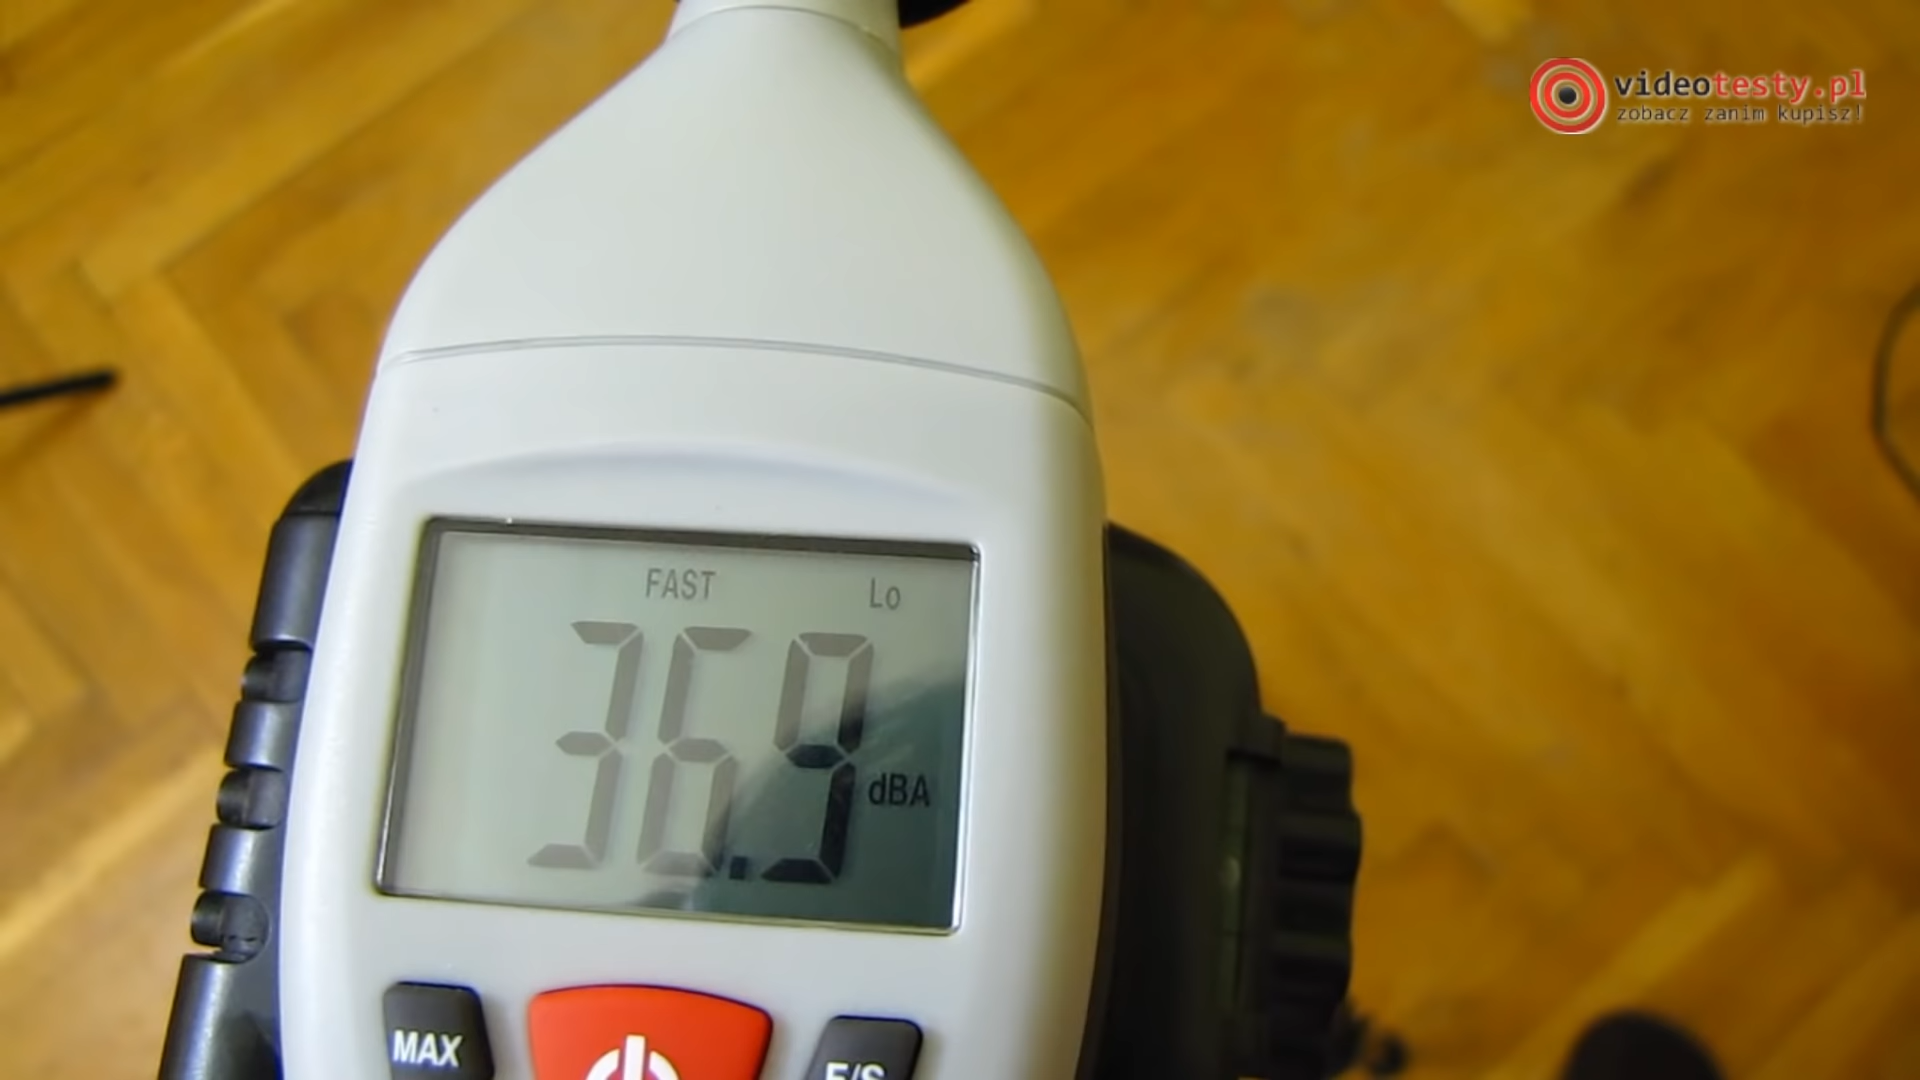 videotesty.pl
zobacz zanim kupisz!
FAST Lo
36.9 dBA
MAX F/S